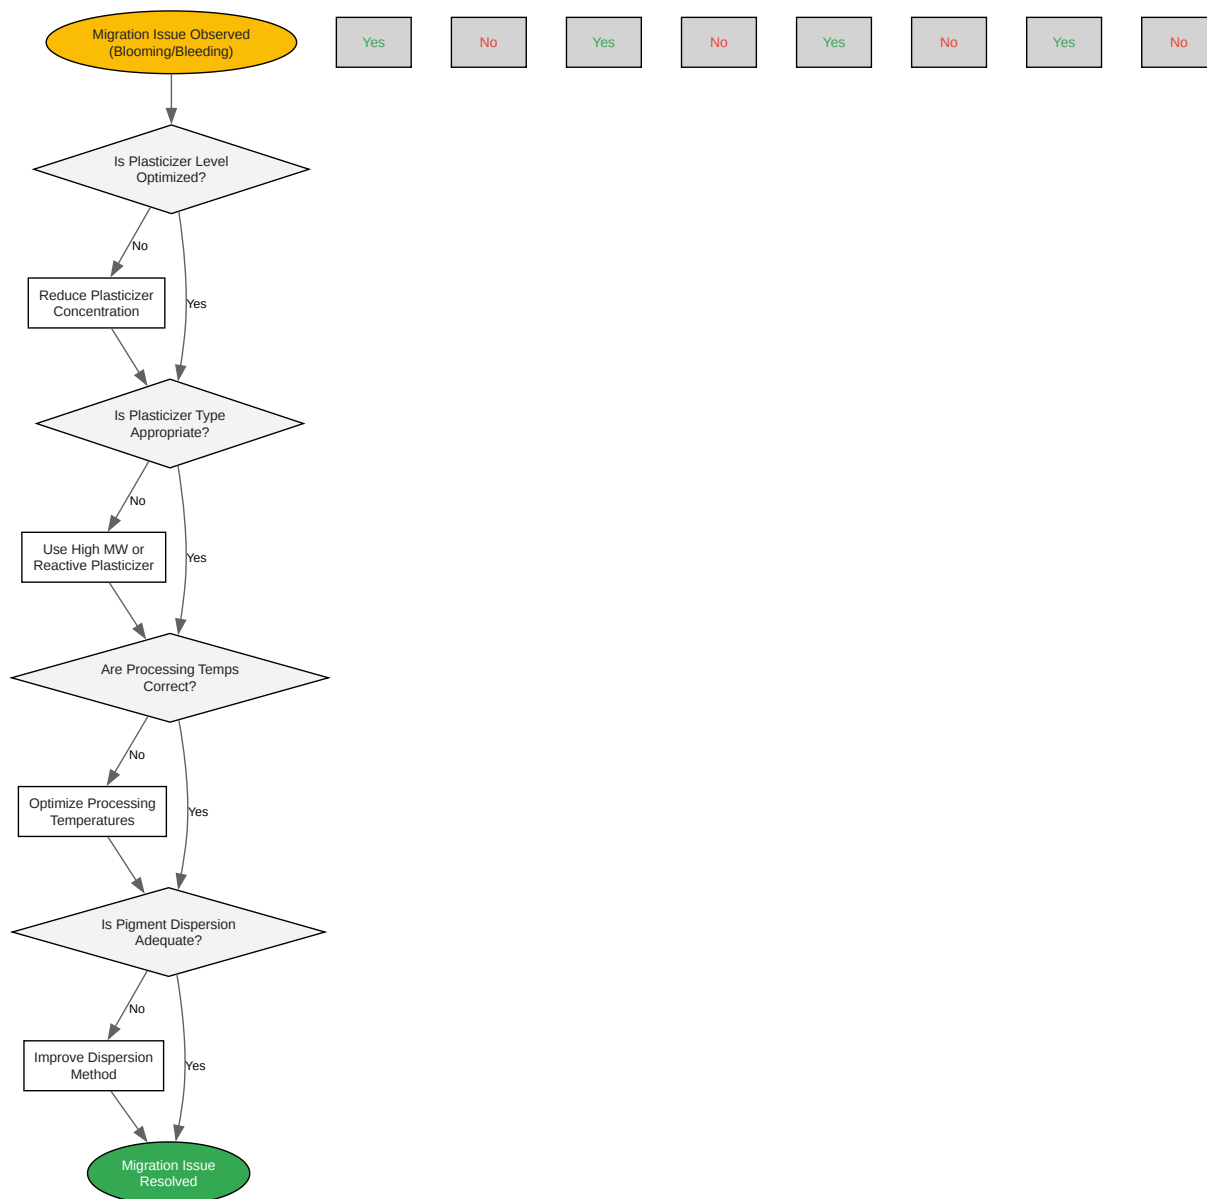 Migration Issue Observed
(Blooming/Bleeding)
Yes
No
Yes
No
Yes
No
Yes
No
Is Plasticizer Level
Optimized?
No
Reduce Plasticizer
Concentration
Yes
Is Plasticizer Type
Appropriate?
No
Use High MW or
Reactive Plasticizer
Yes
Are Processing Temps
Correct?
No
Optimize Processing
Temperatures
Yes
Is Pigment Dispersion
Adequate?
No
Improve Dispersion
Method
Yes
Migration Issue
Resolved